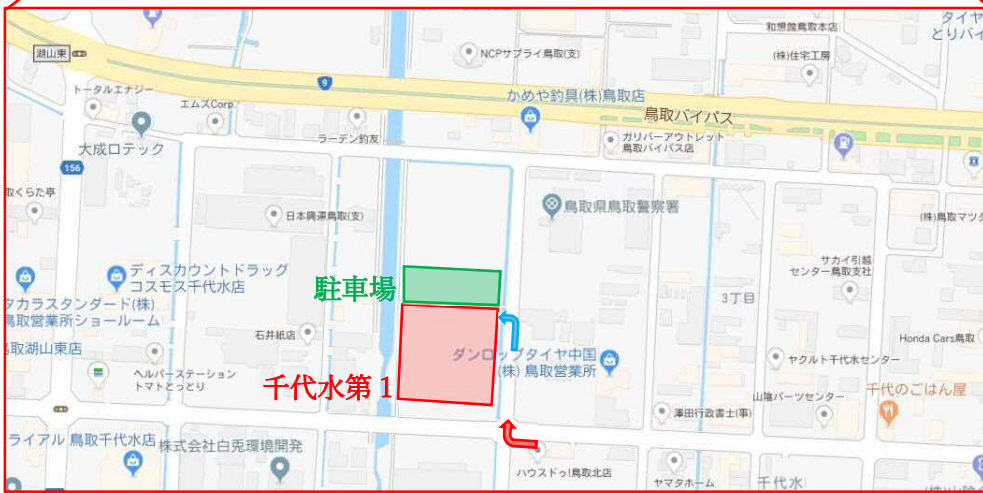 和想館鳥取本店
タイヤ
とりバイ
湖山東
NCPサプライ鳥取(支)
(株)住宅工房
9
トータルエナジー
エムズCorp
かめや釣具(株)鳥取店
鳥取バイパス
大成ロテック
ラーテン釣友
ガリバーアウトレット
鳥取バイパス店
156
取くらた亭
鳥取県鳥取警察署
日本興運鳥取(支)
(株)鳥取マツダ
ディスカウントドラッグ
コスモス千代水店
サカイ引越
センター鳥取支社
駐車場
3丁目
タカラスタンダード(株)
鳥取営業所ショールーム
石井紙店
Honda Cars鳥取
取湖山東店
ダンロップタイヤ中国
(株) 鳥取営業所
ヤクルト千代水センター
ヘルパーステーション
トマトとっとり
千代水第1
山陰パーツセンター
千代のごはん屋
澤田行政書士(事)
ライアル 鳥取千代水店
株式会社白兎環境開発
ハウスドゥ!鳥取北店
ヤマタホーム
千代水